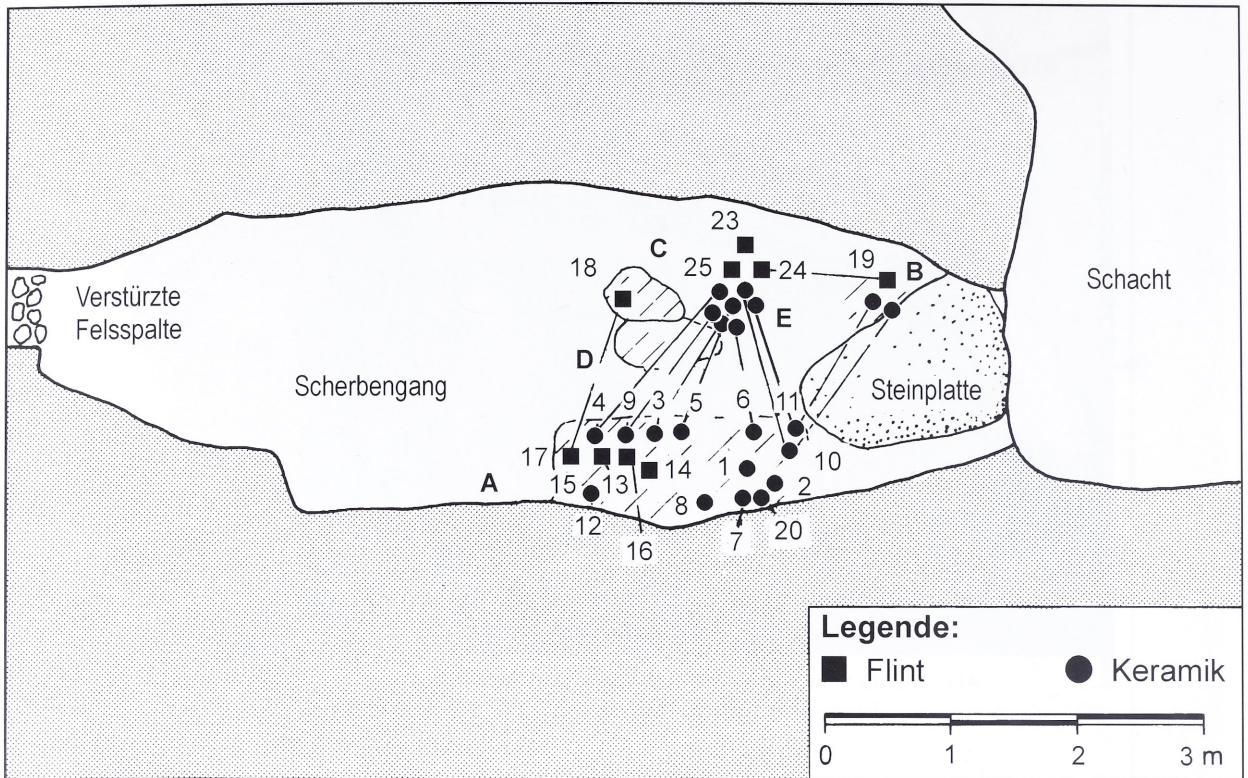 23
C
18
25
24
19
B
Schacht
Verstürzte
Felsspalte
E
D
Scherbengang
Steinplatte
4
9
3
5
6
11
17
10
15
13
14
1
A
2
12
8
16
7
20
Legende:
Flint
Keramik
0
1
2
3 m